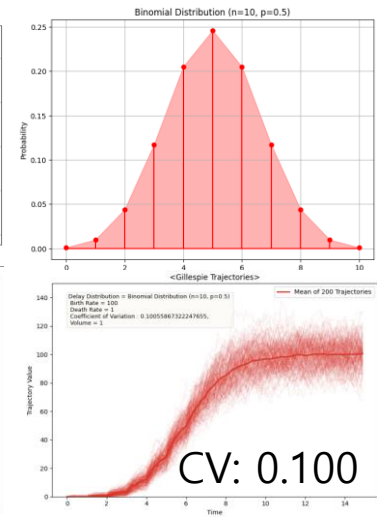 Binomial Distribution (n=10, p=0.5)
0.25
0.20
0.15
0.10
0.05
0.00
Probability
0 2 4 6 8 10
<Gillespie Trajectories>
Delay Distribution = Binomial Distribution (n=10, p=0.5)
Birth Rate = 100
Death Rate = 1
Coefficient of Variation : 0.10055867322247655,
Volume = 1
Mean of 200 Trajectories
140
120
100
80
60
40
20
0
Trajectory Value
CV: 0.100
0 2 4 6 8 10 12 14
Time